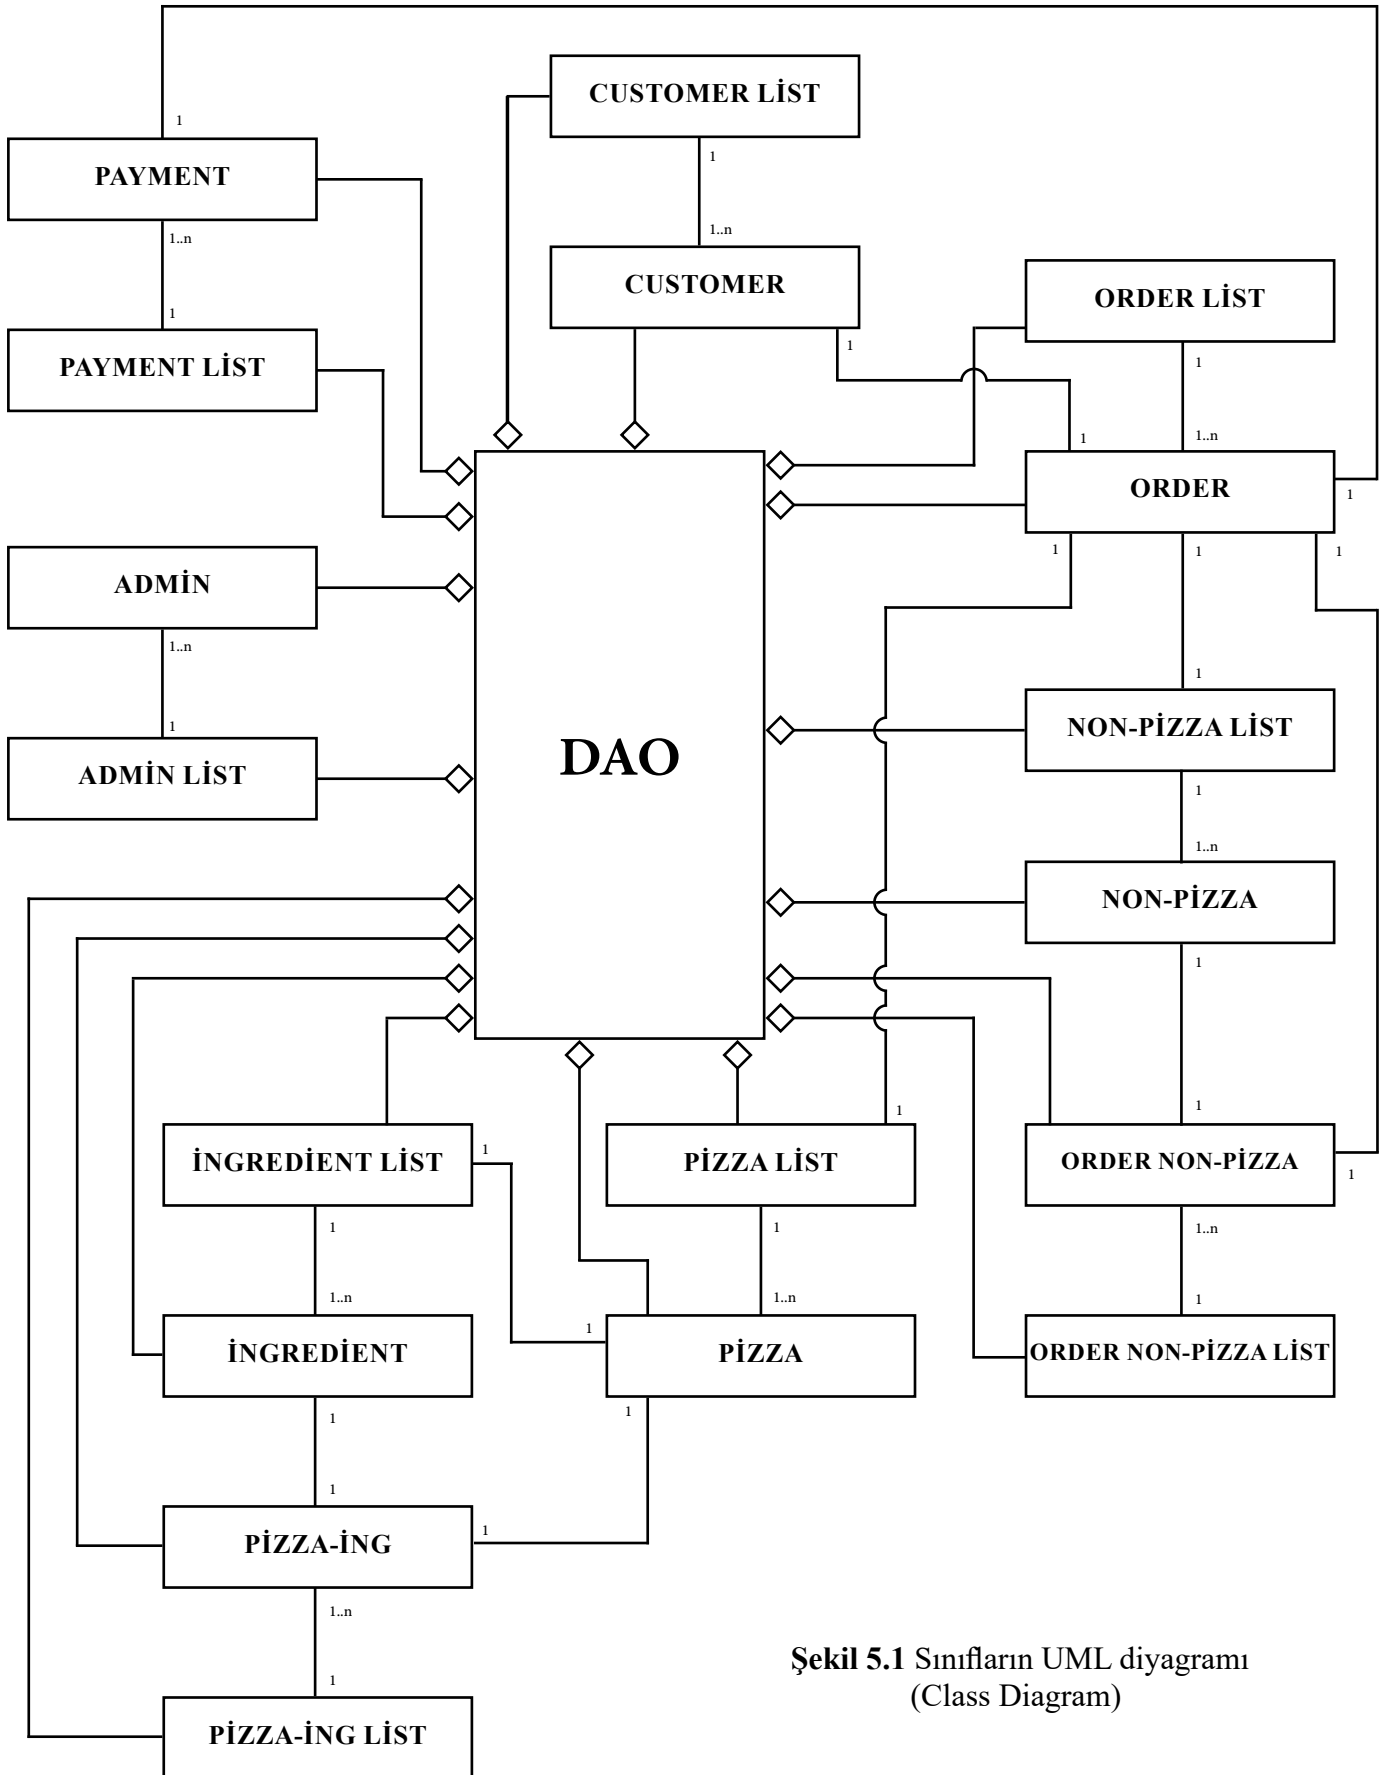 CUSTOMER LİST
1
PAYMENT
1
1..n
1..n
CUSTOMER
ORDER LİST
1
PAYMENT LİST
1
1
1
1..n
ORDER
1
1
1
1
ADMİN
1..n
1
NON-PİZZA LİST
1
ADMİN LİST
DAO
1
1..n
NON-PİZZA
1
1
1
İNGREDİENT LİST
1
PİZZA LİST
ORDER NON-PİZZA
1
1
1
1..n
1..n
1..n
1
1
İNGREDİENT
PİZZA
ORDER NON-PİZZA LİST
1
1
1
1
PİZZA-İNG
1..n
1
PİZZA-İNG LİST
Şekil 5.1 Sınıfların UML diyagramı
(Class Diagram)